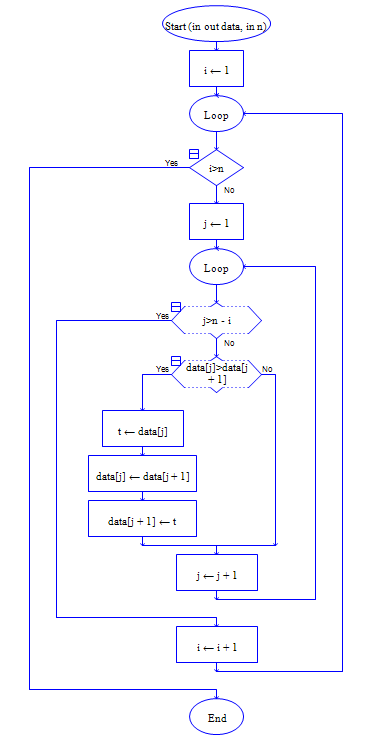 Start (in out data, in n)
i ← 1
Loop
Yes
i>n
No
j ← 1
Loop
Yes
j>n - i
No
Yes
data[j]>data[j
+ 1]
No
t ← data[j]
data[j] ← data[j + 1]
data[j + 1] ← t
j ← j + 1
i ← i + 1
End